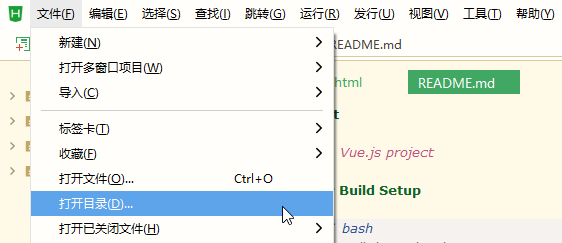 H 文件(F) 编辑(E) 选择(S) 查找(I) 跳转(G) 运行(R) 发行(U) 视图(V) 工具(T) 帮助(Y)
新建(N) README.md
打开多窗口项目(W)
导入(C) html README.md
标签卡(T) t
收藏(F) Vue.js project
打开文件(O)... Ctrl+O Build Setup
打开目录(D)...
打开已关闭文件(H) bash